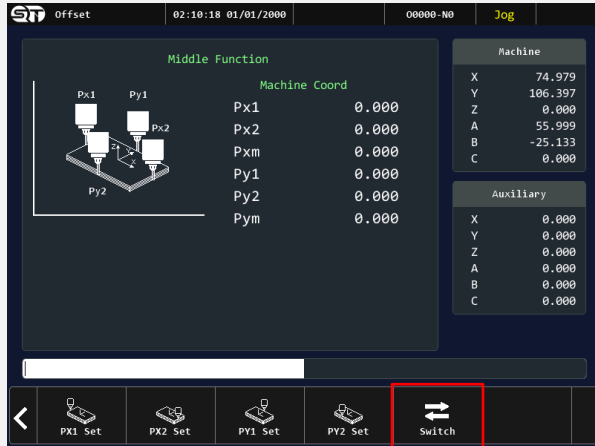 Offset 02:10:18 01/01/2000 O0000-N0 Jog
Middle Function
Machine Coord
Px1 0.000
Px2 0.000
Pxm 0.000
Py1 0.000
Py2 0.000
Pym 0.000
Px1 Py1
Px2
Z Y
X
Py2
Machine
X 74.979
Y 106.397
Z 0.000
A 55.999
B -25.133
C 0.000
Auxiliary
X 0.000
Y 0.000
Z 0.000
A 0.000
B 0.000
C 0.000
PX1 Set PX2 Set PY1 Set PY2 Set Switch